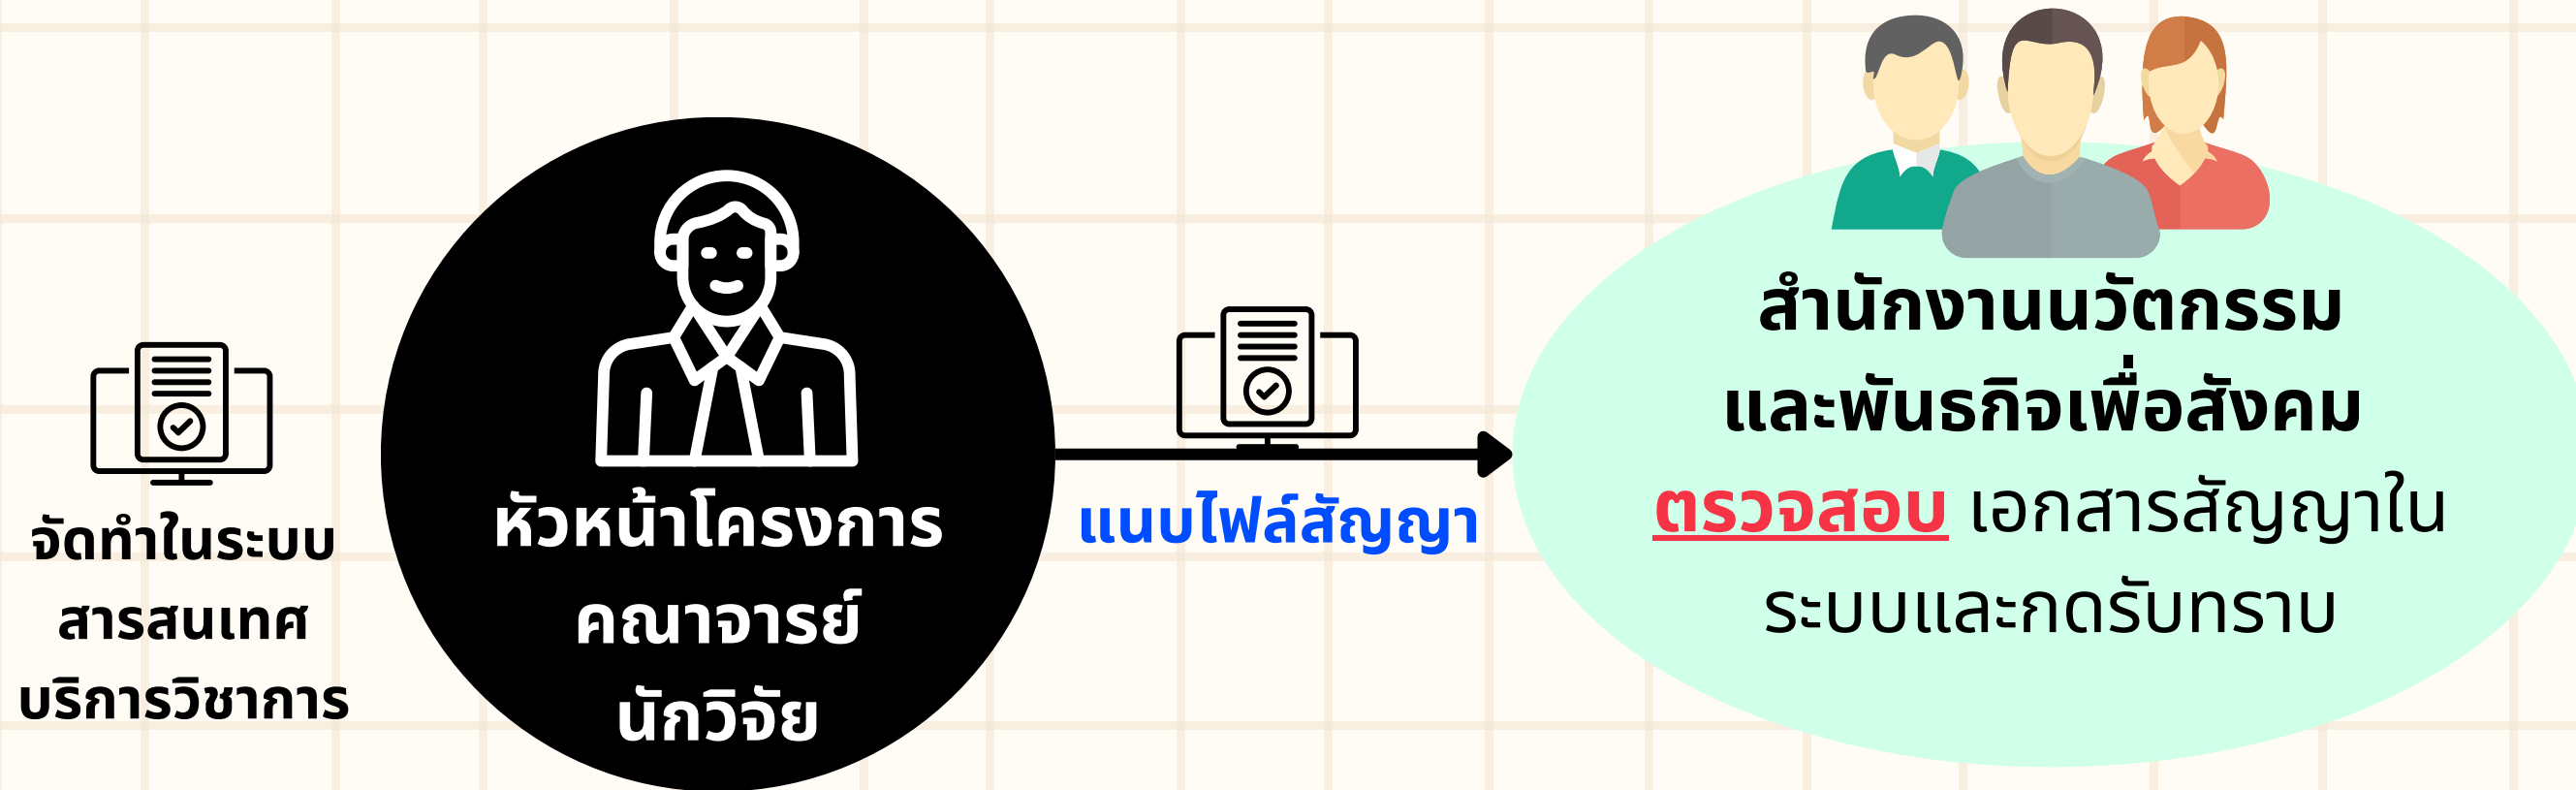 จัดทำในระบบ
สารสนเทศ
บริการวิชาการ
หัวหน้าโครงการ
คณาจารย์
นักวิจัย
แนบไฟล์สัญญา
สำนักงานนวัตกรรม
และพันธกิจเพื่อสังคม
ตรวจสอบ เอกสารสัญญาใน
ระบบและกดรับทราบ